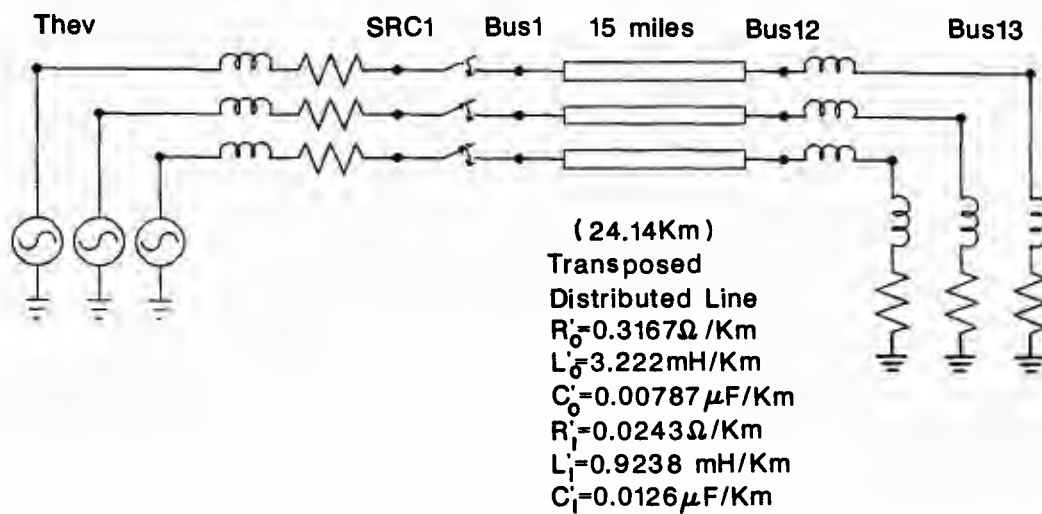 Thev SRC1 Bus1 15 miles Bus12 Bus13
(24.14Km)
Transposed
Distributed Line
R'₀=0.3167Ω/Km
L'₀=3.222mH/Km
C'₀=0.00787μF/Km
R'₁=0.0243Ω/Km
L'₁=0.9238 mH/Km
C'₁=0.0126μF/Km